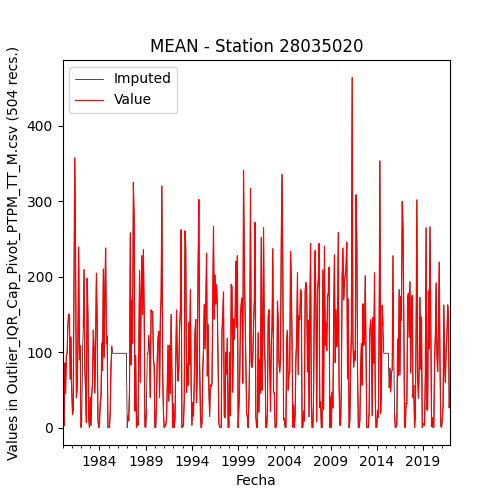 MEAN - Station 28035020
Imputed
Value
Values in Outlier_IQR_Cap_Pivot_PTPM_TT_M.csv (504 recs.)
400
300
200
100
0
1984 1989 1994 1999 2004 2009 2014 2019
Fecha